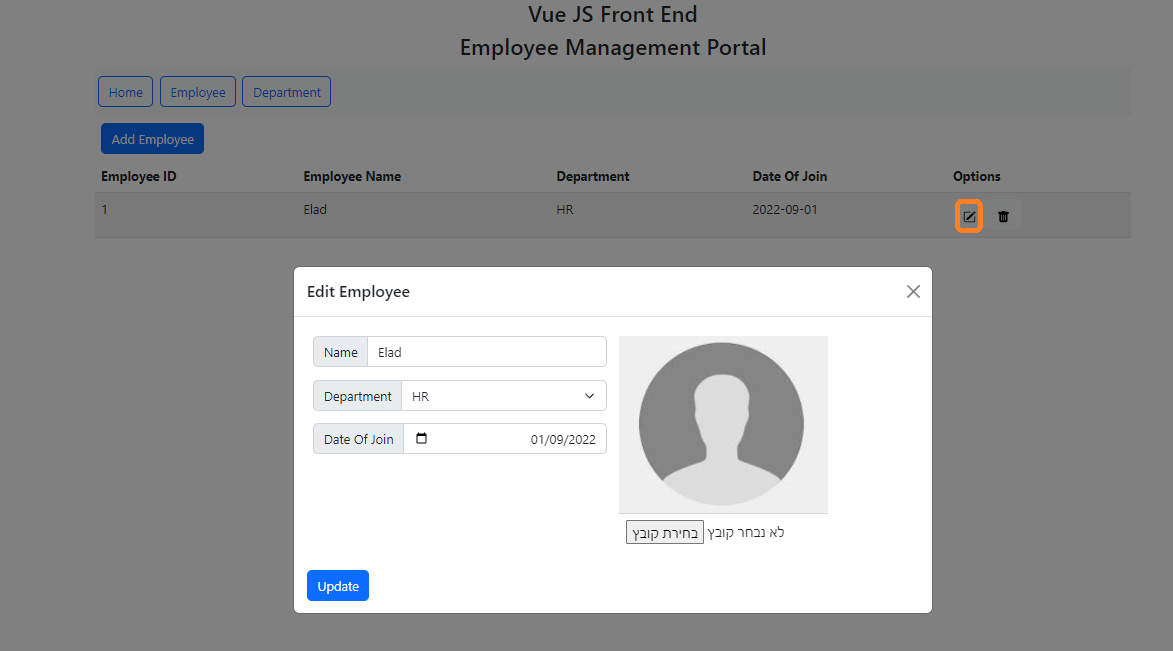 Vue JS Front End
Employee Management Portal
Home Employee Department
Add Employee
Employee ID Employee Name Department Date Of Join Options
1 Elad HR 2022-09-01
Edit Employee
Name Elad
Department HR
Date Of Join 01/09/2022
בחירת קובץ לא נבחר קובץ
Update